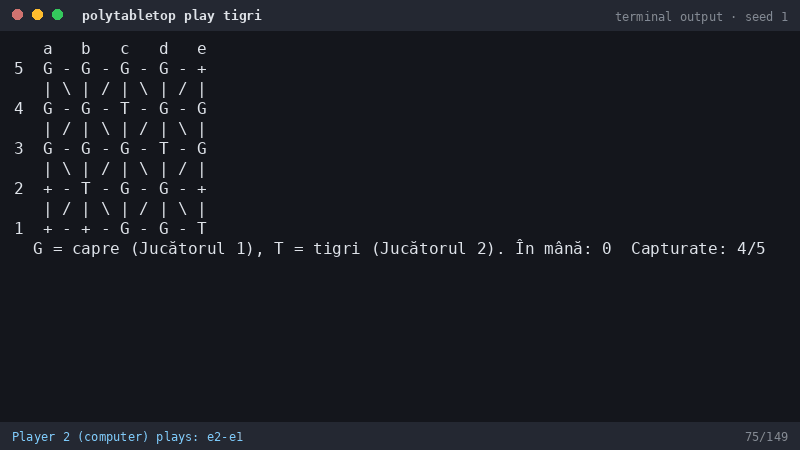 polytabletop play tigri
terminal output · seed 1
   a   b   c   d   e
5  G - G - G - G - +
   | \ | / | \ | / |
4  G - G - T - G - G
   | / | \ | / | \ |
3  G - G - G - T - G
   | \ | / | \ | / |
2  + - T - G - G - +
   | / | \ | / | \ |
1  + - + - G - G - T
  G = capre (Jucătorul 1), T = tigri (Jucătorul 2). În mână: 0  Capturate: 4/5
Player 2 (computer) plays: e2-e1
75/149